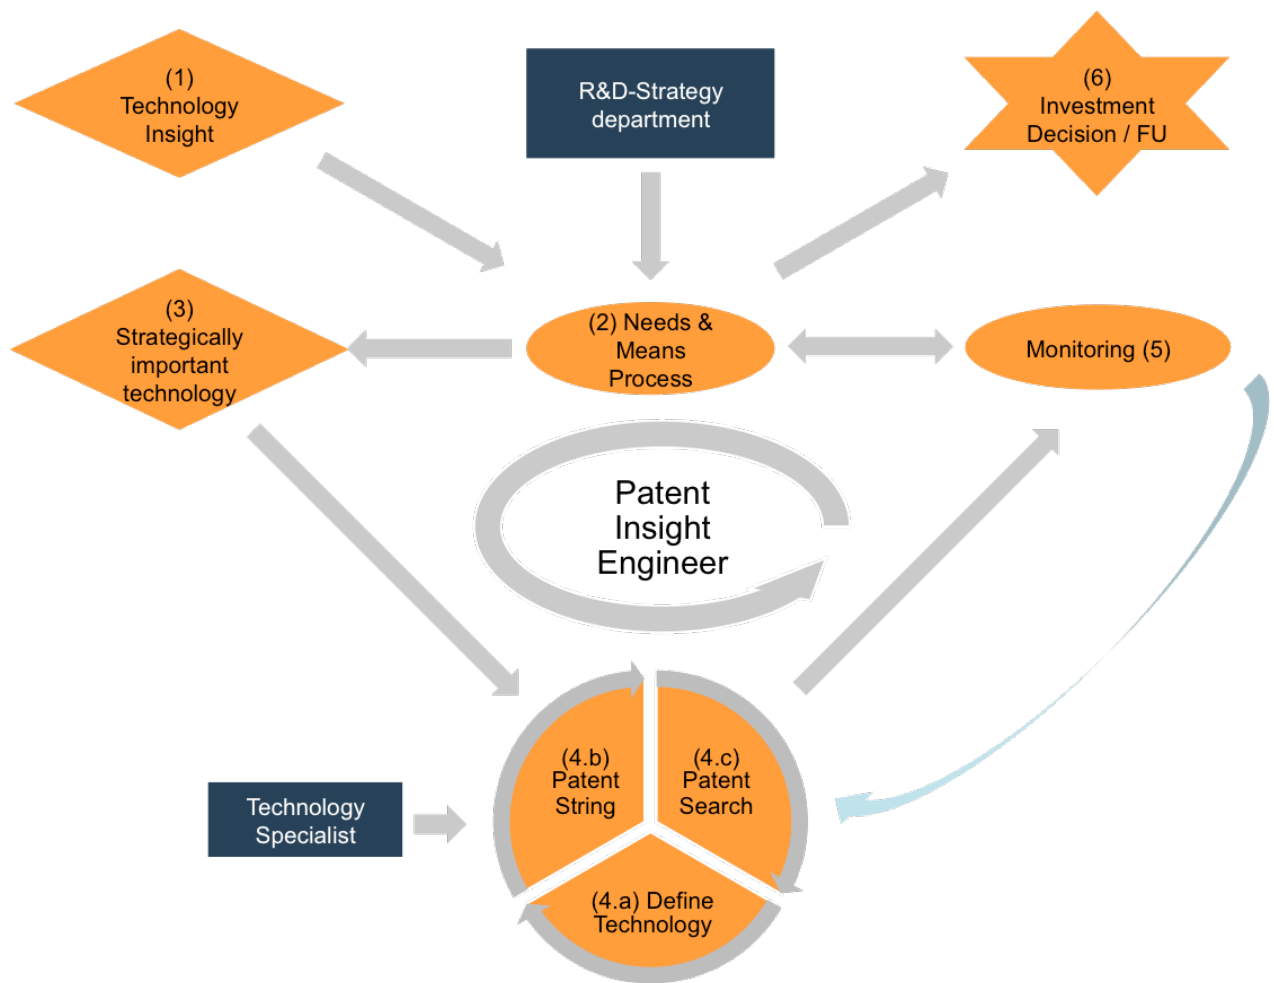 (1)
Technology
Insight
R&D-Strategy
department
(6)
Investment
Decision / FU
(3)
Strategically
important
technology
(2) Needs &
Means
Process
Monitoring (5)
Patent
Insight
Engineer
(4.b)
Patent
String
(4.c)
Patent
Search
Technology
Specialist
(4.a) Define
Technology